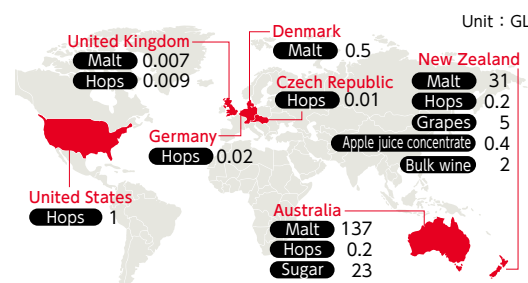 Unit：GL
United Kingdom
Malt 0.007
Hops 0.009
Denmark
Malt 0.5
Czech Republic
Hops 0.01
Germany
Hops 0.02
New Zealand
Malt 31
Hops 0.2
Grapes 5
Apple juice concentrate 0.4
Bulk wine 2
United States
Hops 1
Australia
Malt 137
Hops 0.2
Sugar 23